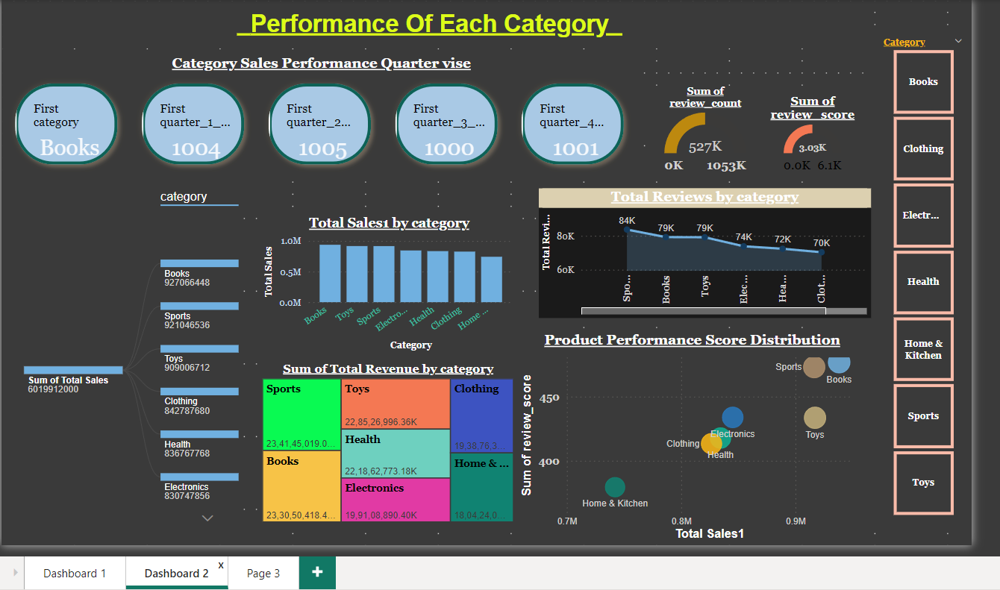 Performance Of Each Category
Category
Category Sales Performance Quarter vise
First
category
Books
First
quarter_1_...
1004
First
quarter_2...
1005
First
quarter_3_...
1000
First
quarter_4...
1001
Sum of
review_count
527K
0K 1053K
Sum of
review_score
3.03K
0.0K 6.1K
Books
Clothing
Electr...
Health
Home &
Kitchen
Sports
Toys
category
Sum of Total Sales
6019912000
Books
927066448
Sports
921046536
Toys
909006712
Clothing
842787680
Health
836767768
Electronics
830747856
Total Sales1 by category
Total Sales
1.0M
0.5M
0.0M
Books Toys Sports Electro... Health Clothing Home ...
Category
Total Reviews by category
Total Revi...
80K
60K
84K 79K 79K 74K 72K 70K
Spo... Books Toys Elec... Hea... Clot...
Sum of Total Revenue by category
Sports
23,41,45,019.0...
Books
23,30,50,418.4...
Toys
22,85,26,996.36K
Health
22,18,62,773.18K
Electronics
19,91,08,890.40K
Clothing
19,38,76,3...
Home & ...
18,04,24,0...
Product Performance Score Distribution
Sum of review_score
450
400
Sports
Books
Electronics
Toys
Clothing
Health
Home & Kitchen
0.7M 0.8M 0.9M
Total Sales1
Dashboard 1
Dashboard 2
x
Page 3
+